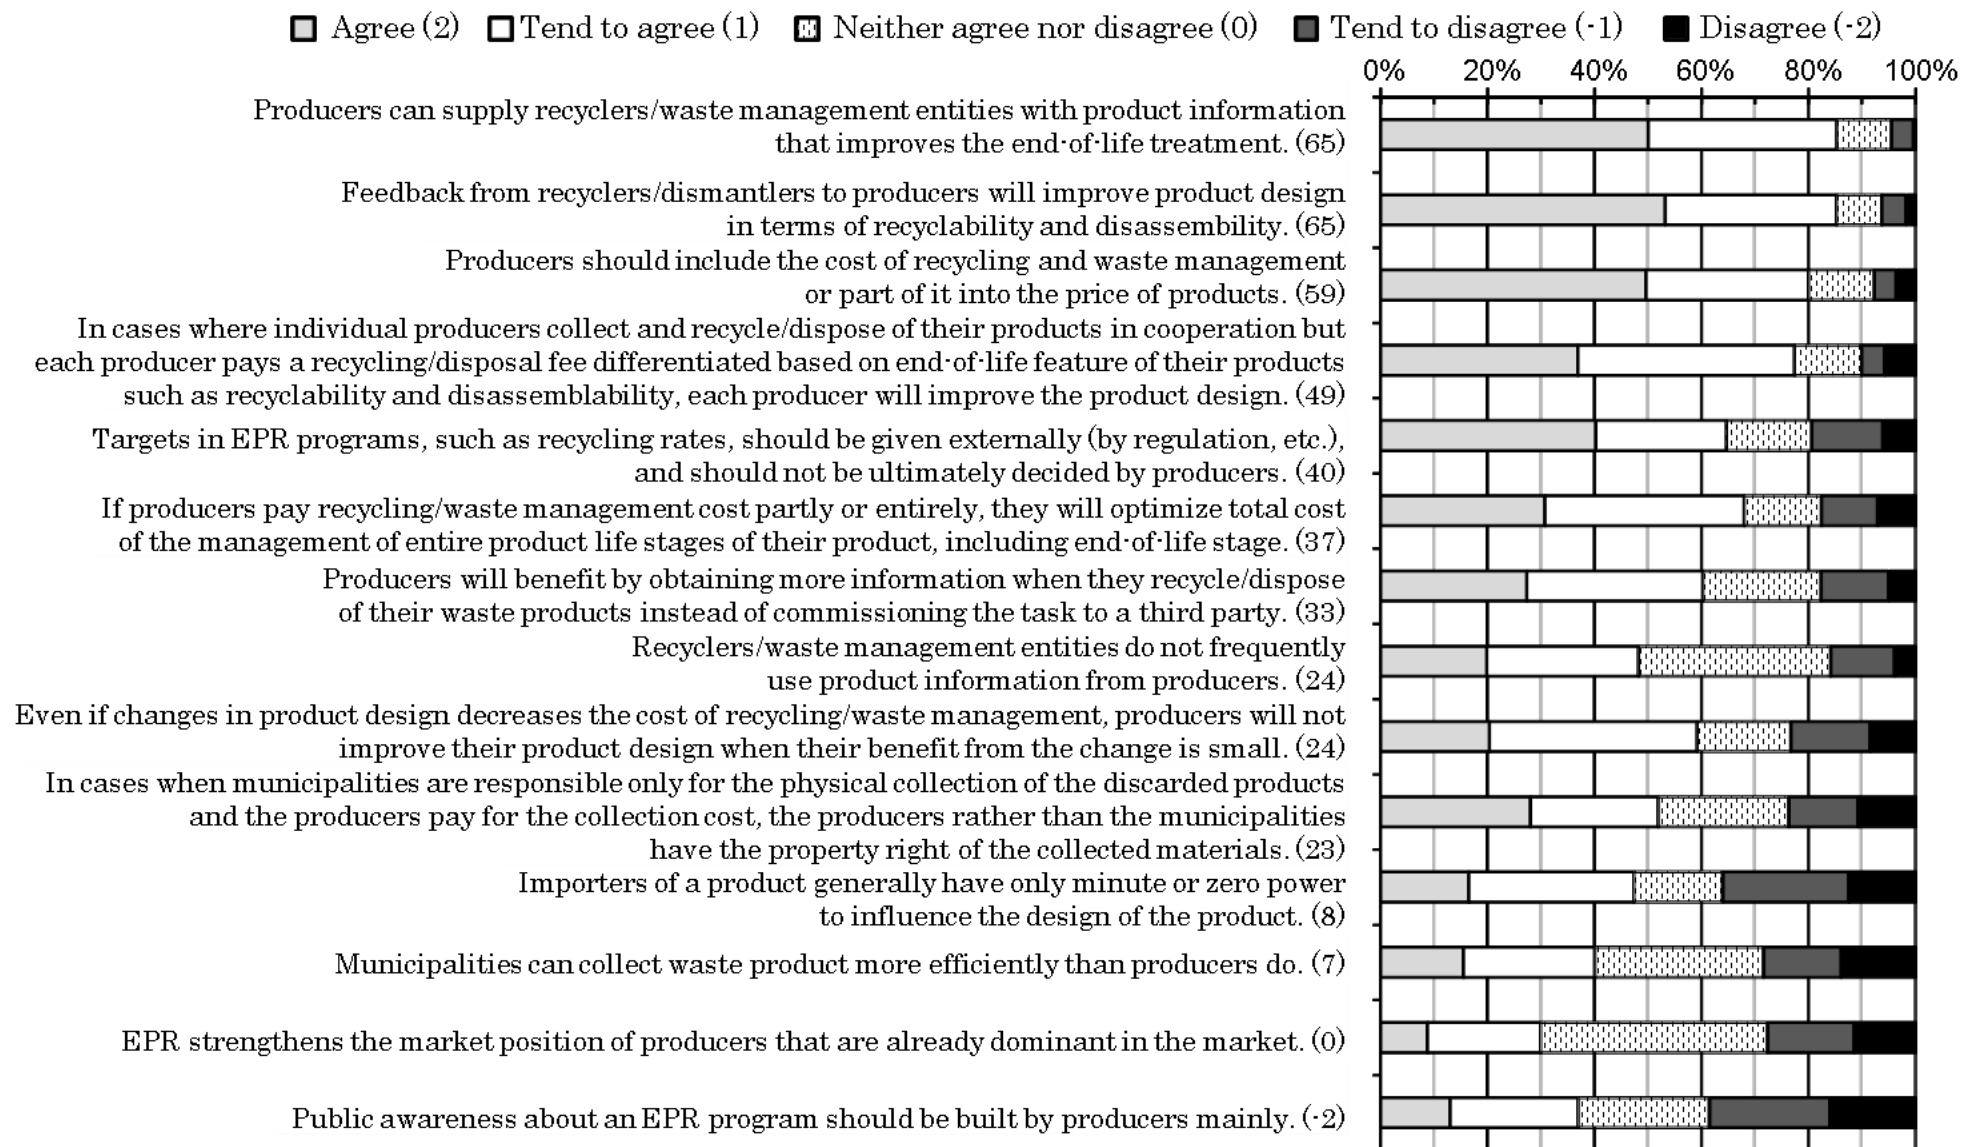 Agree (2) Tend to agree (1) Neither agree nor disagree (0) Tend to disagree (-1) Disagree (-2)
0% 20% 40% 60% 80% 100%
Producers can supply recyclers/waste management entities with product information
that improves the end-of-life treatment. (65)
Feedback from recyclers/dismantlers to producers will improve product design
in terms of recyclability and disassembility. (65)
Producers should include the cost of recycling and waste management
or part of it into the price of products. (59)
In cases where individual producers collect and recycle/dispose of their products in cooperation but
each producer pays a recycling/disposal fee differentiated based on end-of-life feature of their products
such as recyclability and disassemblability, each producer will improve the product design. (49)
Targets in EPR programs, such as recycling rates, should be given externally (by regulation, etc.),
and should not be ultimately decided by producers. (40)
If producers pay recycling/waste management cost partly or entirely, they will optimize total cost
of the management of entire product life stages of their product, including end-of-life stage. (37)
Producers will benefit by obtaining more information when they recycle/dispose
of their waste products instead of commissioning the task to a third party. (33)
Recyclers/waste management entities do not frequently
use product information from producers. (24)
Even if changes in product design decreases the cost of recycling/waste management, producers will not
improve their product design when their benefit from the change is small. (24)
In cases when municipalities are responsible only for the physical collection of the discarded products
and the producers pay for the collection cost, the producers rather than the municipalities
have the property right of the collected materials. (23)
Importers of a product generally have only minute or zero power
to influence the design of the product. (8)
Municipalities can collect waste product more efficiently than producers do. (7)
EPR strengthens the market position of producers that are already dominant in the market. (0)
Public awareness about an EPR program should be built by producers mainly. (-2)